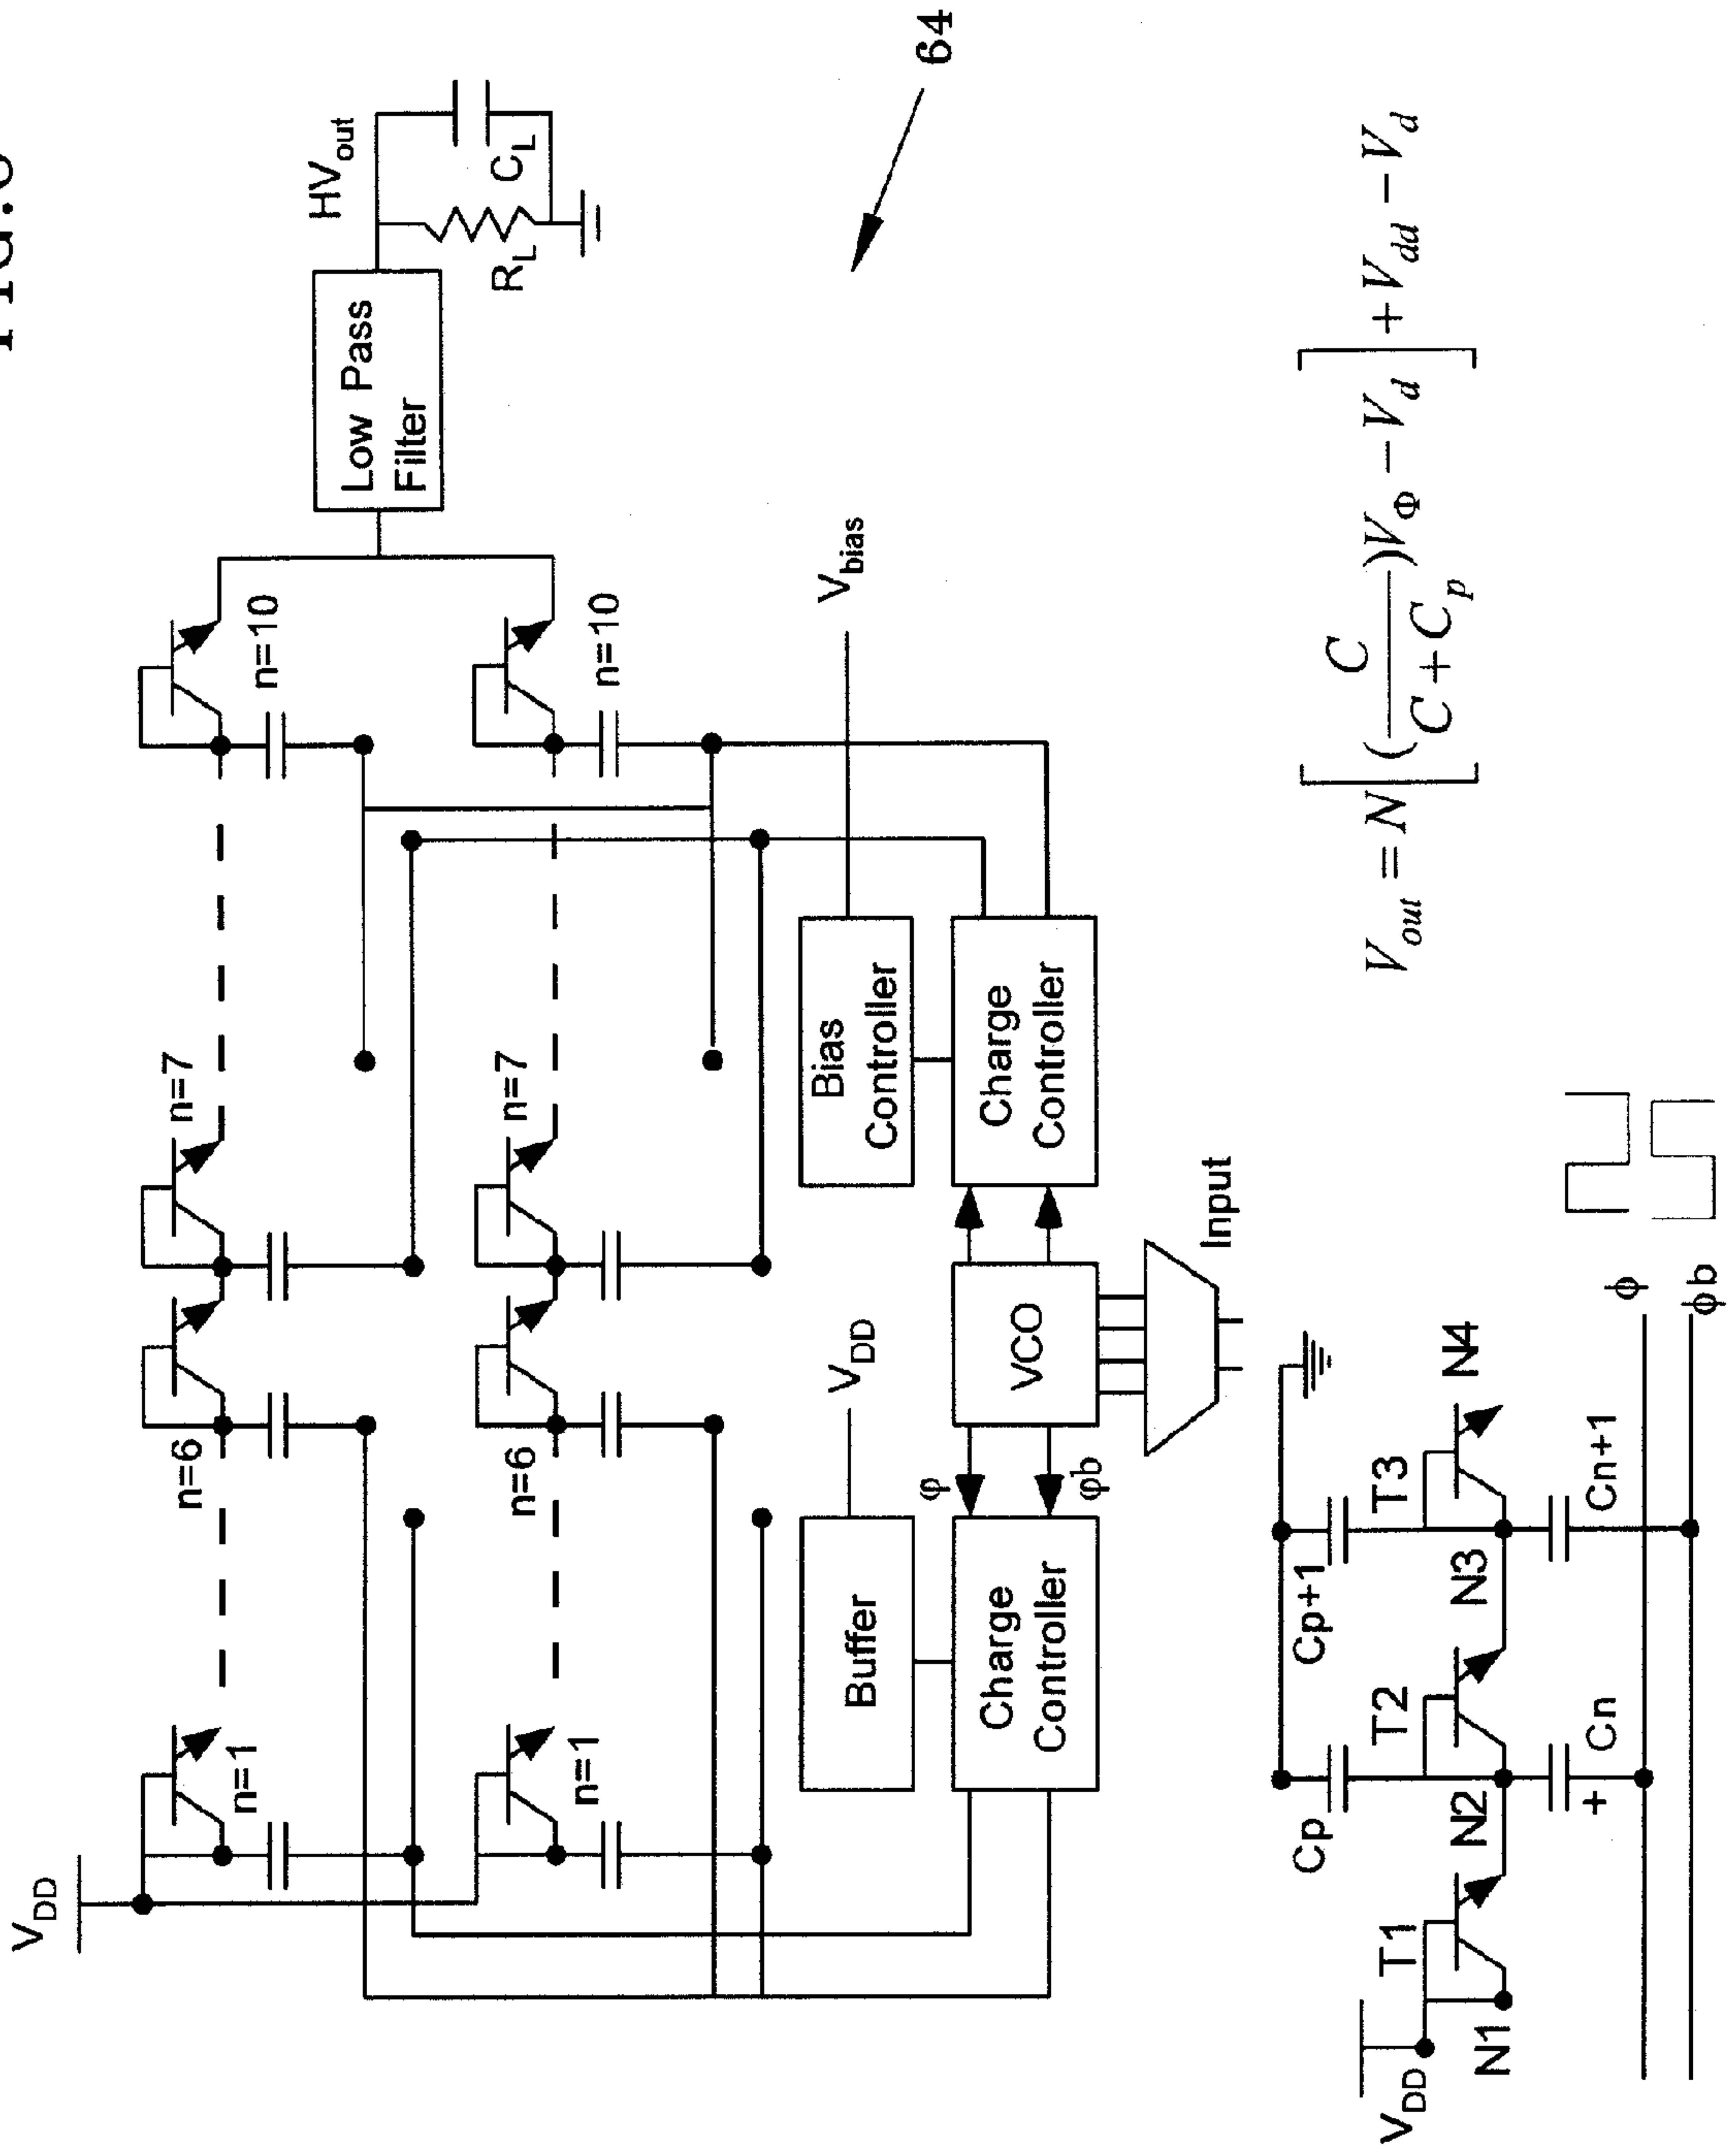 V_DD
n=1
n=6
n=7
n=10
Low Pass
Filter
HV_out
R_L
C_L
n=1
n=6
n=7
n=10
Buffer
V_DD
Bias
Controller
V_bias
Charge
Controller
φ
φb
VCO
Charge
Controller
Input
64
V_DD
T1
N1
Cp
T2
N2
+
Cn
Cp+1
T3
N3
Cn+1
N4
ϕ
ϕb
V_out = N[(C/(C+C_p))V_Φ − V_d] + V_dd − V_d